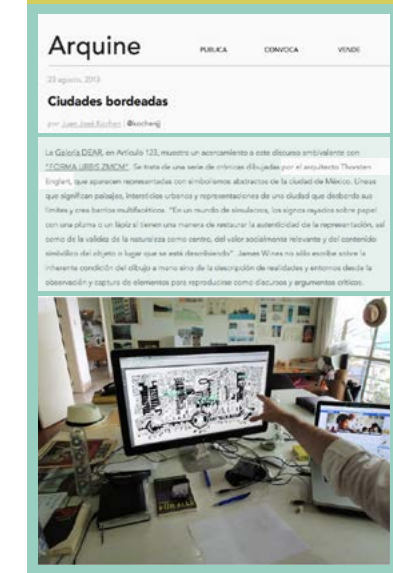 Arquine
PUBLICA CONVOCA VENDE
23 agosto, 2013
Ciudades bordeadas
por Juan José Kochen | @kochenjj
La Galería DEAR, en Artículo 123, muestra un acercamiento a este discurso ambivalente con
"FORMA URBIS ZMCM". Se trata de una serie de crónicas dibujadas por el arquitecto Thorsten
Englert, que aparecen representadas con simbolismos abstractos de la ciudad de México. Líneas
que significan paisajes, intersticios urbanos y representaciones de una ciudad que desborda sus
límites y crea barrios multifacéticos. "En un mundo de simulacros, los signos rayados sobre papel
con una pluma o un lápiz sí tienen una manera de restaurar la autenticidad de la representación, así
como de la validez de la naturaleza como centro, del valor socialmente relevante y del contenido
simbólico del objeto o lugar que se está describiendo". James Wines no sólo escribe sobre la
inherente condición del dibujo a mano sino de la descripción de realidades y entornos desde la
observación y captura de elementos para reproducirse como discursos y argumentos críticos.